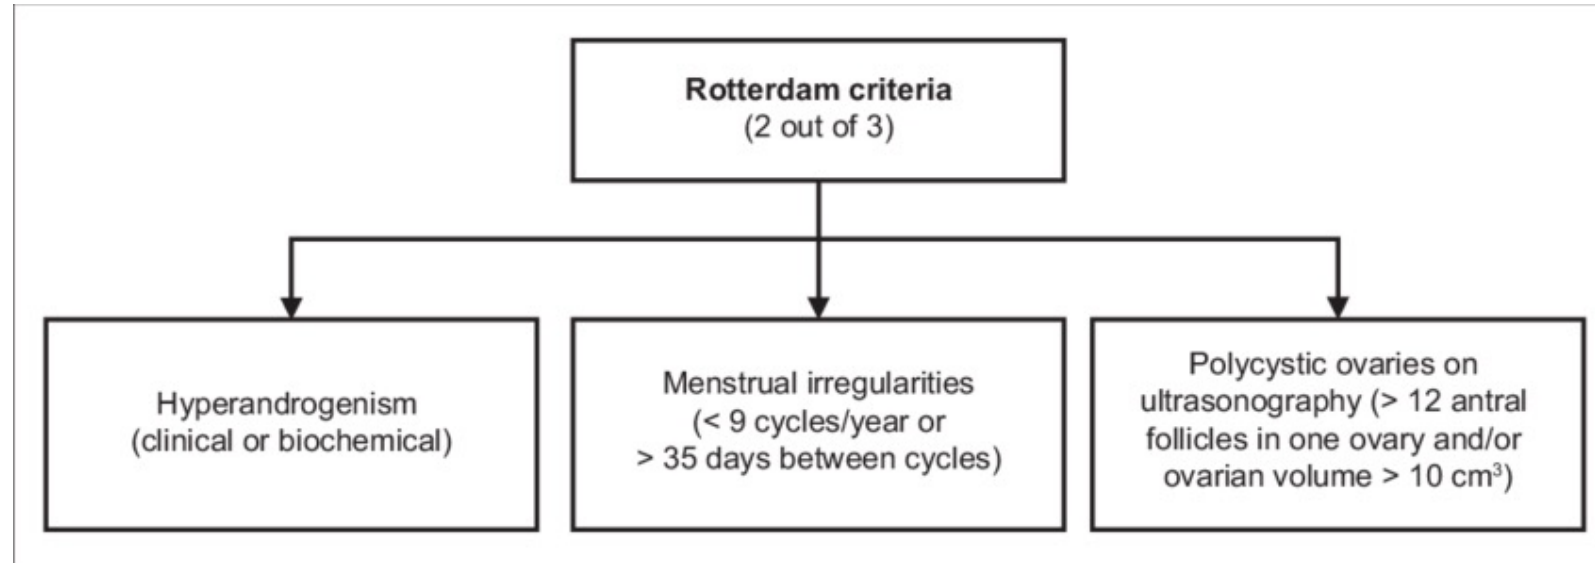 Rotterdam criteria
(2 out of 3)
Hyperandrogenism
(clinical or biochemical)
Menstrual irregularities
(< 9 cycles/year or
> 35 days between cycles)
Polycystic ovaries on
ultrasonography (> 12 antral
follicles in one ovary and/or
ovarian volume > 10 cm³)